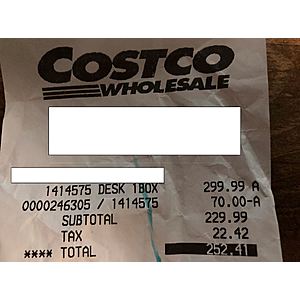 COSTCO
WHOLESALE
1414575 DESK 1BOX 299.99 A
0000246305 / 1414575 70.00-A
SUBTOTAL 229.99
TAX 22.42
**** TOTAL 252.41